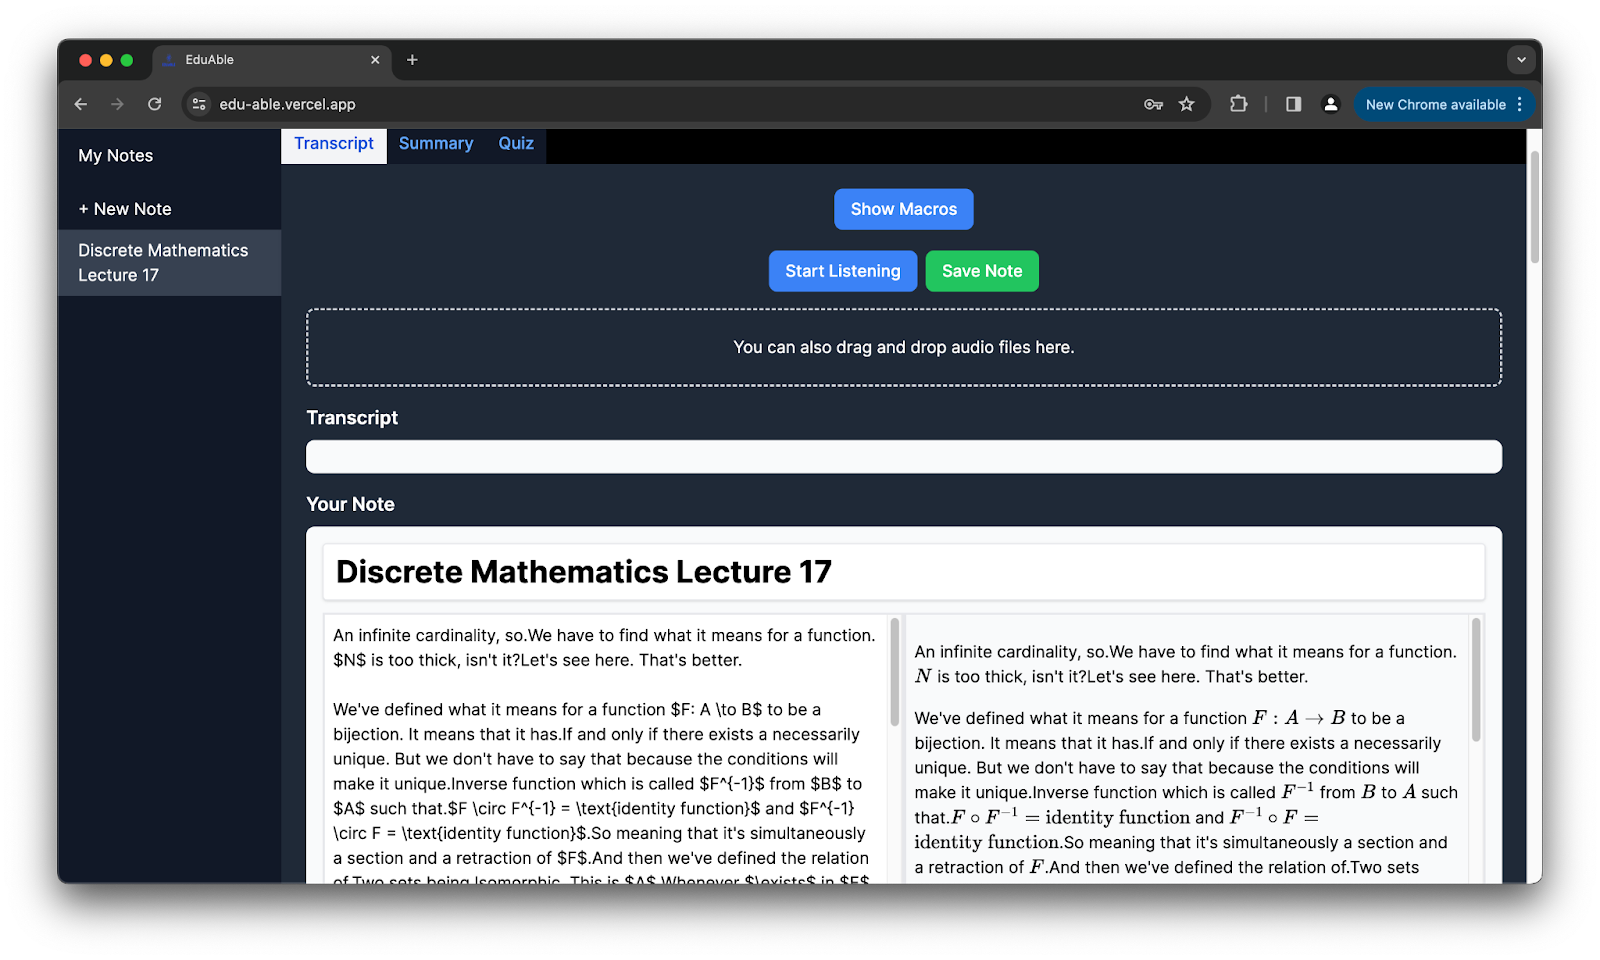 EduAble
edu-able.vercel.app
New Chrome available
My Notes
+ New Note
Discrete Mathematics
Lecture 17
Transcript Summary Quiz
Show Macros
Start Listening Save Note
You can also drag and drop audio files here.
Transcript
Your Note
Discrete Mathematics Lecture 17
An infinite cardinality, so.We have to find what it means for a function.
$N$ is too thick, isn't it?Let's see here. That's better.
We've defined what it means for a function $F: A \to B$ to be a
bijection. It means that it has.If and only if there exists a necessarily
unique. But we don't have to say that because the conditions will
make it unique.Inverse function which is called $F^{-1}$ from $B$ to
$A$ such that.$F \circ F^{-1} = \text{identity function}$ and $F^{-1}
\circ F = \text{identity function}$.So meaning that it's simultaneously
a section and a retraction of $F$.And then we've defined the relation
of.Two sets being Isomorphic. This is $A$.Whenever $\exists$ in $F$
An infinite cardinality, so.We have to find what it means for a function.
N is too thick, isn't it?Let's see here. That's better.
We've defined what it means for a function F : A → B to be a
bijection. It means that it has.If and only if there exists a necessarily
unique. But we don't have to say that because the conditions will
make it unique.Inverse function which is called F⁻¹ from B to A such
that.F ∘ F⁻¹ = identity function and F⁻¹ ∘ F =
identity function.So meaning that it's simultaneously a section and
a retraction of F.And then we've defined the relation of.Two sets